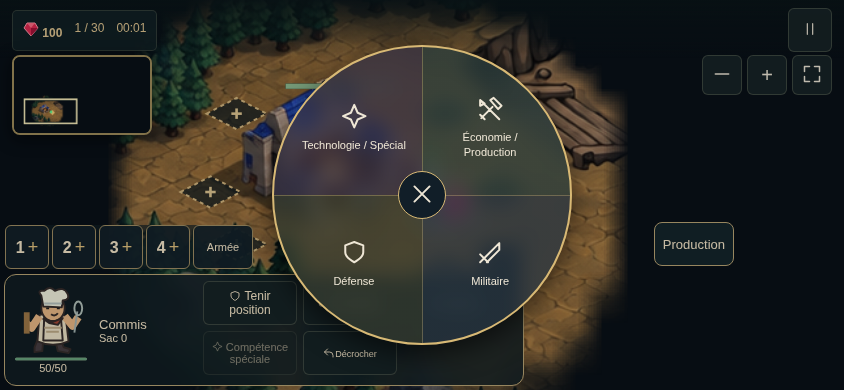 100 1 / 30 00:01
Technologie / Spécial
Économie /
Production
Défense
Militaire
1 + 2 + 3 + 4 + Armée
Production
Commis
Sac 0
50/50
Tenir
position
Compétence
spéciale
Décrocher